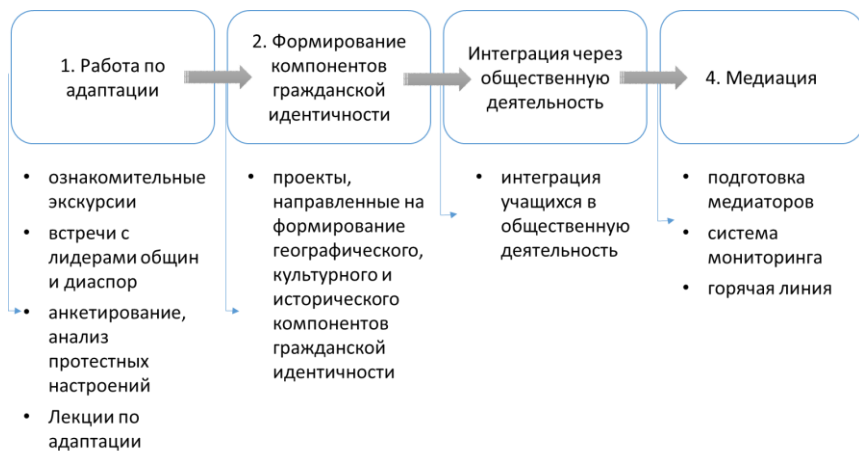 1. Работа по
адаптации
2. Формирование
компонентов
гражданской
идентичности
Интеграция через
общественную
деятельность
4. Медиация
• ознакомительные
экскурсии
• встречи с
лидерами общин
и диаспор
• анкетирование,
анализ
протестных
настроений
• Лекции по
адаптации
• проекты,
направленные на
формирование
географического,
культурного и
исторического
компонентов
гражданской
идентичности
• интеграция
учащихся в
общественную
деятельность
• подготовка
медиаторов
• система
мониторинга
• горячая линия